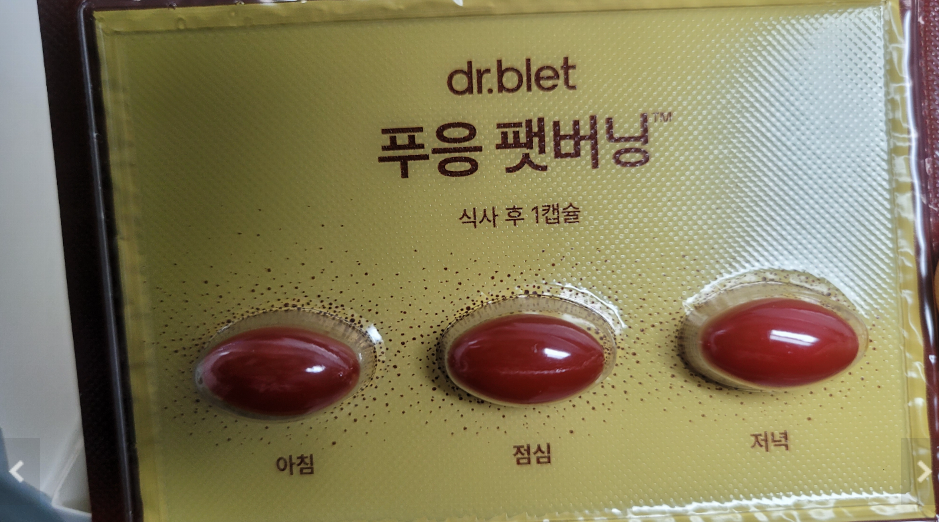 dr.blet
푸응 팻버닝™
식사 후 1캡슐
아침
점심
저녁